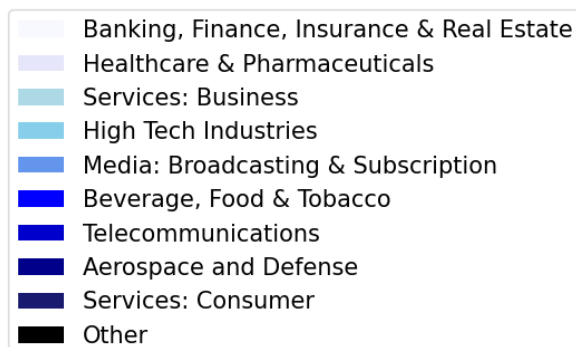 Banking, Finance, Insurance & Real Estate
Healthcare & Pharmaceuticals
Services: Business
High Tech Industries
Media: Broadcasting & Subscription
Beverage, Food & Tobacco
Telecommunications
Aerospace and Defense
Services: Consumer
Other